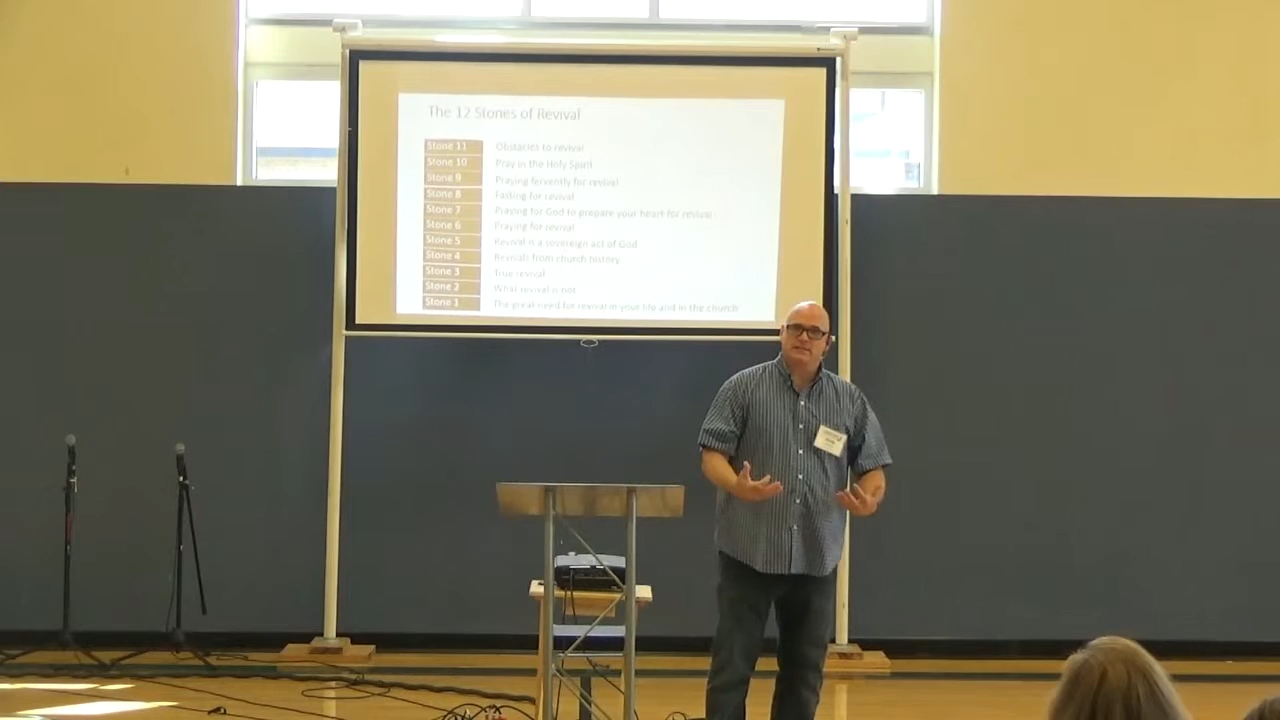 The 12 Stones of Revival
Stone 11 Obstacles to revival
Stone 10 Pray in the Holy Spirit
Stone 9 Praying fervently for revival
Stone 8 Fasting for revival
Stone 7 Praying for God to prepare your heart for revival
Stone 6 Praying for revival
Stone 5 Revival is a sovereign act of God
Stone 4 Revivals from church history
Stone 3 True revival
Stone 2 What revival is not
Stone 1 The great need for revival in your life and in the church